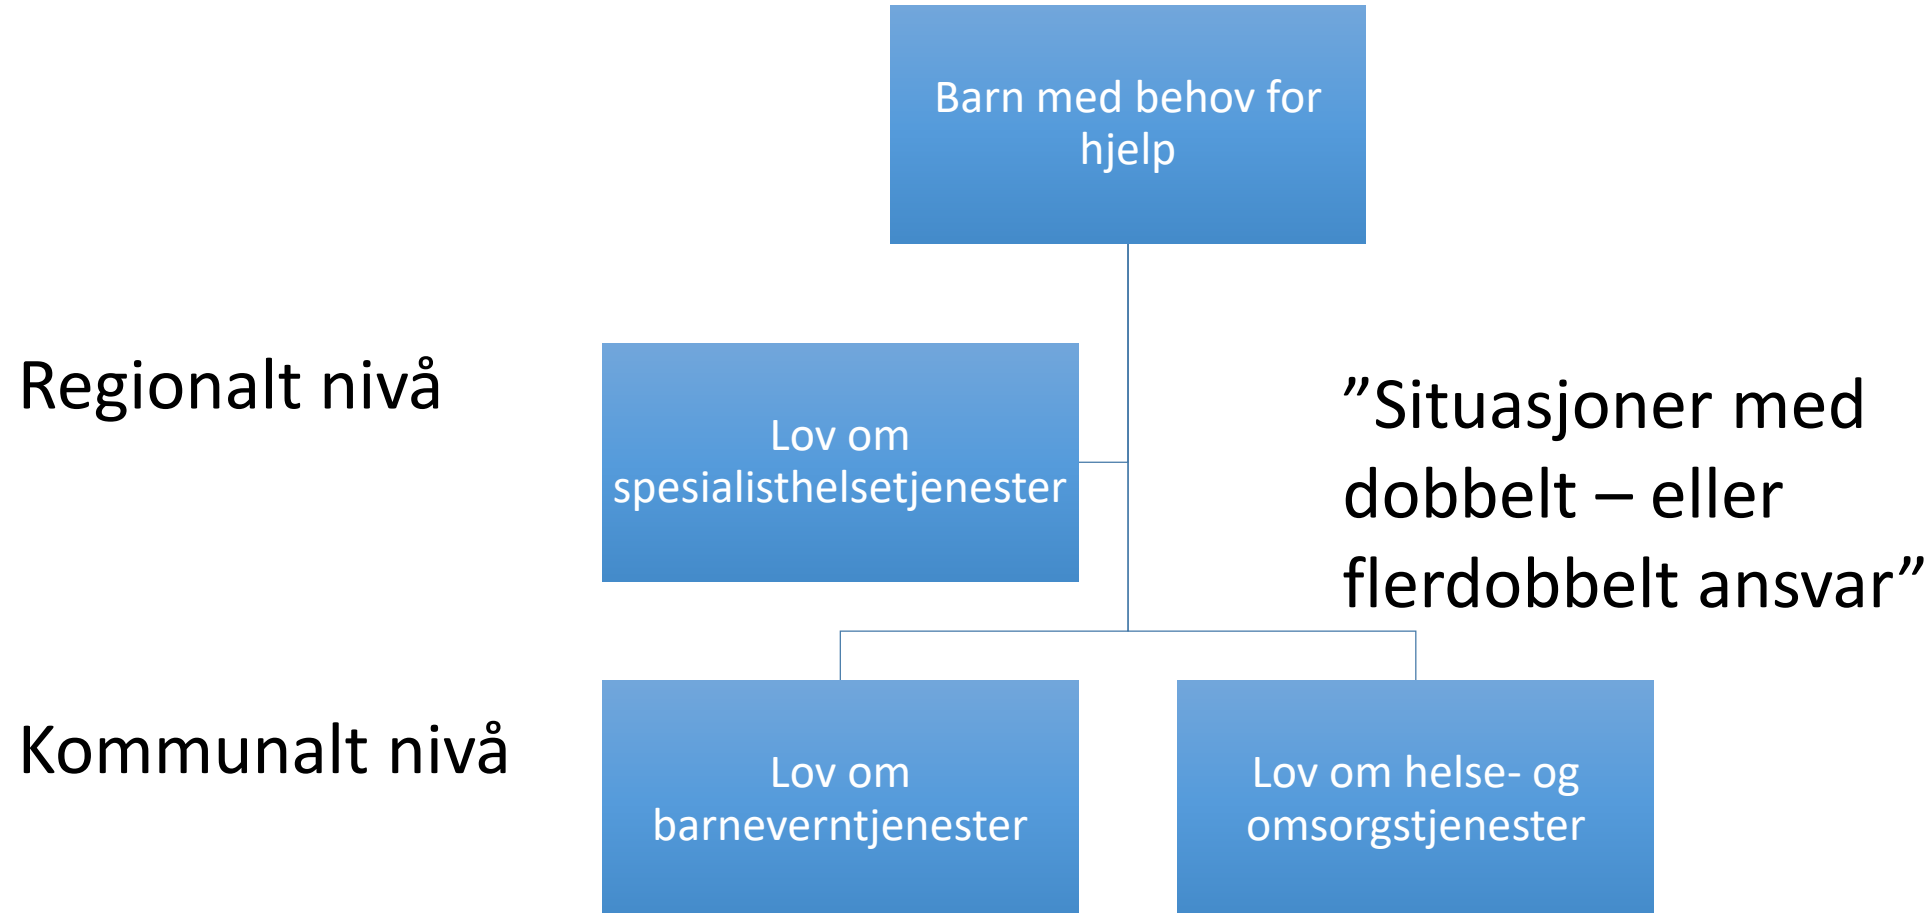 Barn med behov for
hjelp
Regionalt nivå
Lov om
spesialisthelsetjenester
”Situasjoner med
dobbelt – eller
flerdobbelt ansvar”
Kommunalt nivå
Lov om
barneverntjenester
Lov om helse- og
omsorgstjenester